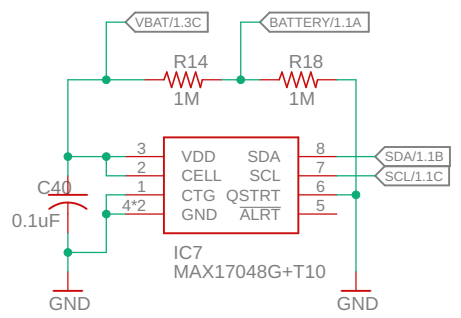 VBAT/1.3C
BATTERY/1.1A
R14
R18
1M
1M
3
VDD
SDA
8
SDA/1.1B
2
CELL
SCL
7
SCL/1.1C
C40
1
CTG
QSTRT
6
0.1uF
4*2
GND
ALRT
5
IC7
MAX17048G+T10
GND
GND